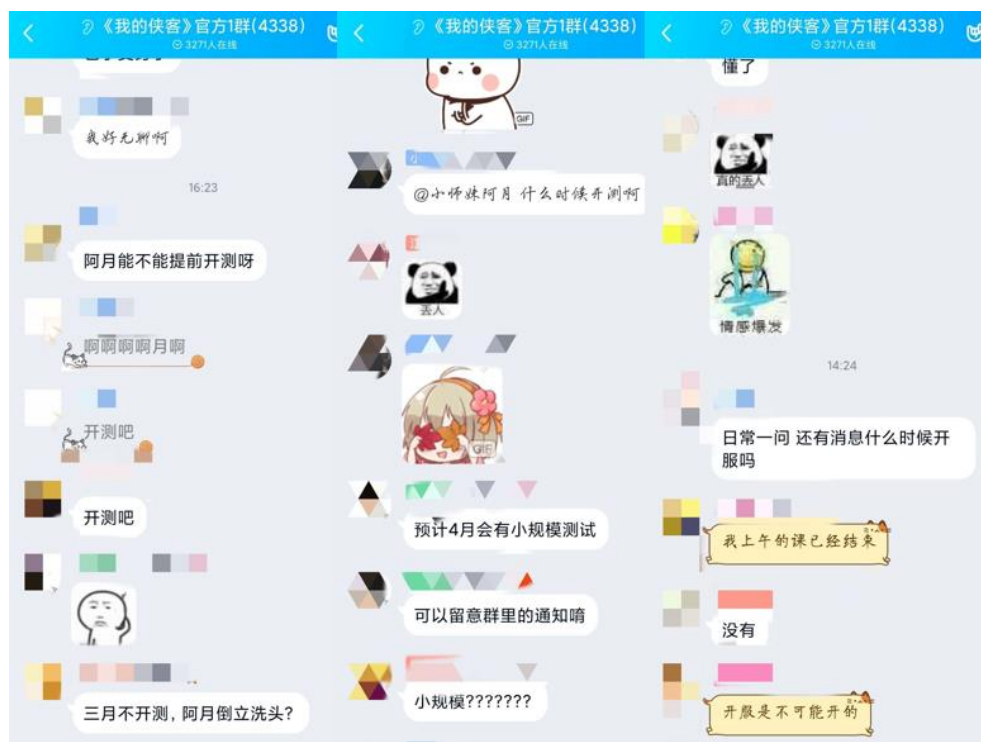 《我的侠客》官方1群(4338)
3271人在线
我好无聊啊
16:23
阿月能不能提前开测呀
啊啊啊啊月啊
开测吧
开测吧
三月不开测，阿月倒立洗头？
《我的侠客》官方1群(4338)
3271人在线
GIF
@小师妹阿月 什么时候开测啊
丢人
GIF
预计4月会有小规模测试
可以留意群里的通知唷
小规模???????
《我的侠客》官方1群(4338)
3271人在线
懂了
真的丢人
情感爆发
14:24
日常一问 还有消息什么时候开
服吗
我上午的课已经结束
没有
开服是不可能开的